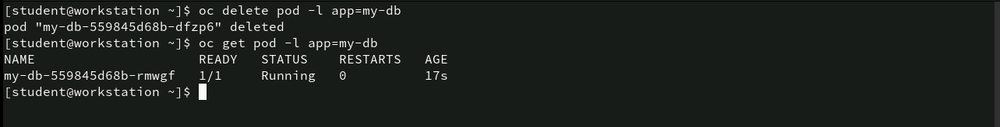 [student@workstation ~]$ oc delete pod -l app=my-db
pod "my-db-559845d68b-dfzp6" deleted
[student@workstation ~]$ oc get pod -l app=my-db
NAME                     READY   STATUS    RESTARTS   AGE
my-db-559845d68b-rmwgf   1/1     Running   0          17s
[student@workstation ~]$